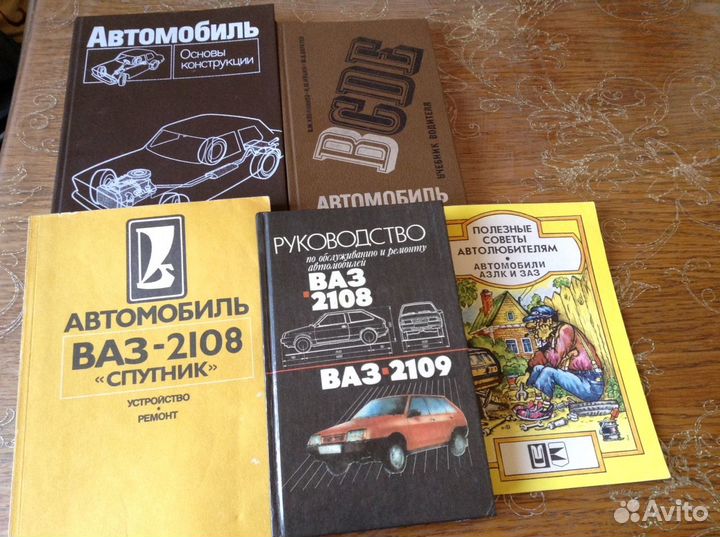 Автомобиль
Основы
конструкции
BCDE
УЧЕБНИК ВОДИТЕЛЯ
АВТОМОБИЛЬ
АВТОМОБИЛЬ
ВАЗ-2108
«СПУТНИК»
УСТРОЙСТВО
•
РЕМОНТ
РУКОВОДСТВО
по обслуживанию и ремонту
автомобилей
ВАЗ
2108
ВАЗ-2109
ПОЛЕЗНЫЕ
СОВЕТЫ
АВТОЛЮБИТЕЛЯМ
•
АВТОМОБИЛИ
АЗЛК И ЗАЗ
Avito